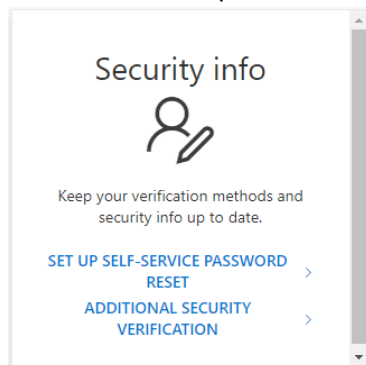 Security info
Keep your verification methods and
security info up to date.
SET UP SELF-SERVICE PASSWORD
RESET
ADDITIONAL SECURITY
VERIFICATION